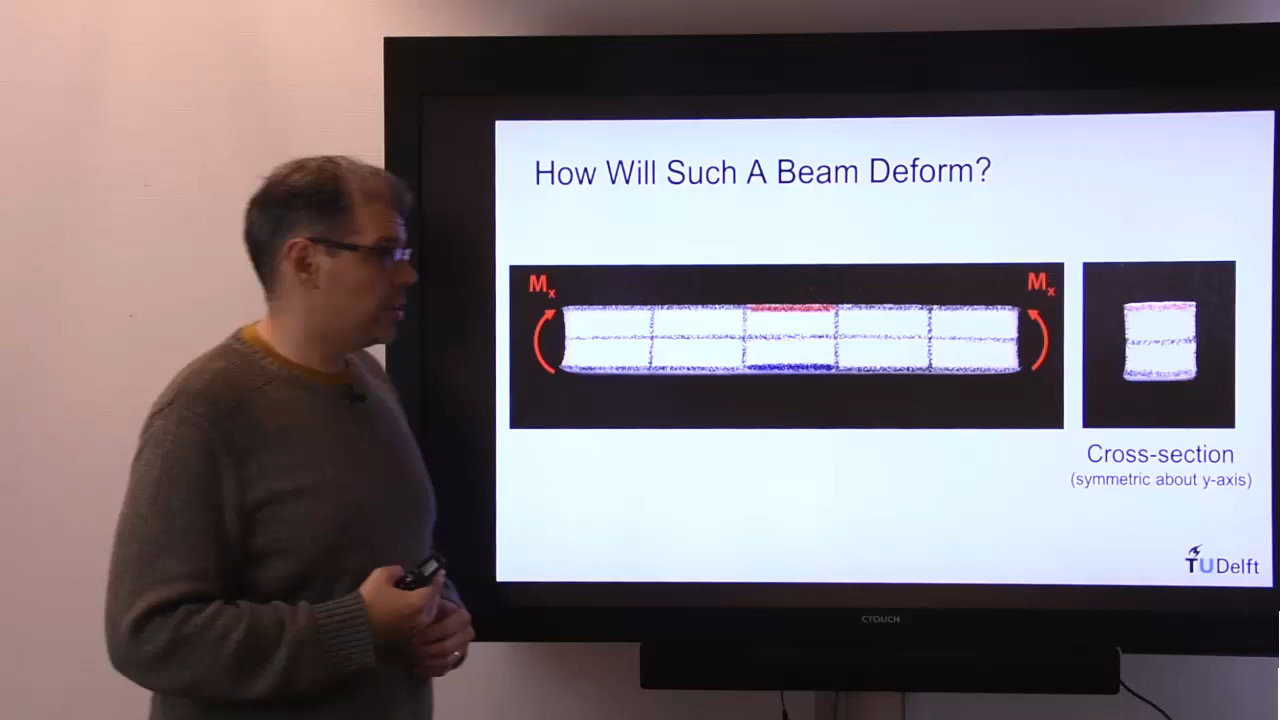 How Will Such A Beam Deform?
Mx
Mx
Cross-section
(symmetric about y-axis)
TUDelft
CTOUCH